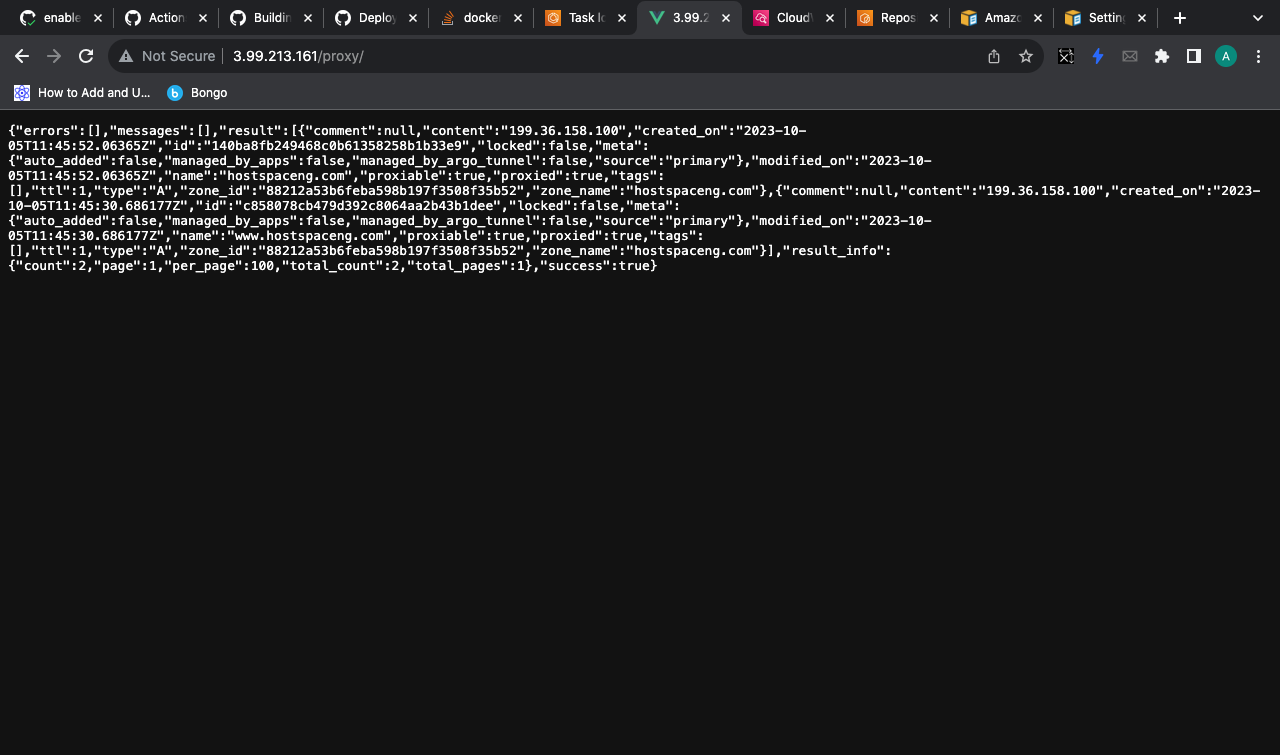 enable Action Buildin Deploy docker Task Id 3.99.2 CloudW Repos Amazo Setting
Not Secure 3.99.213.161/proxy/ A
How to Add and U... Bongo
{"errors":[],"messages":[],"result":[{"comment":null,"content":"199.36.158.100","created_on":"2023-10-
05T11:45:52.06365Z","id":"140ba8fb249468c0b61358258b1b33e9","locked":false,"meta":
{"auto_added":false,"managed_by_apps":false,"managed_by_argo_tunnel":false,"source":"primary"},"modified_on":"2023-10-
05T11:45:52.06365Z","name":"hostspaceng.com","proxiable":true,"proxied":true,"tags":
[],"ttl":1,"type":"A","zone_id":"88212a53b6feba598b197f3508f35b52","zone_name":"hostspaceng.com"},{"comment":null,"content":"199.36.158.100","created_on":"2023-
10-05T11:45:30.686177Z","id":"c858078cb479d392c8064aa2b43b1dee","locked":false,"meta":
{"auto_added":false,"managed_by_apps":false,"managed_by_argo_tunnel":false,"source":"primary"},"modified_on":"2023-10-
05T11:45:30.686177Z","name":"www.hostspaceng.com","proxiable":true,"proxied":true,"tags":
[],"ttl":1,"type":"A","zone_id":"88212a53b6feba598b197f3508f35b52","zone_name":"hostspaceng.com"}],"result_info":
{"count":2,"page":1,"per_page":100,"total_count":2,"total_pages":1},"success":true}